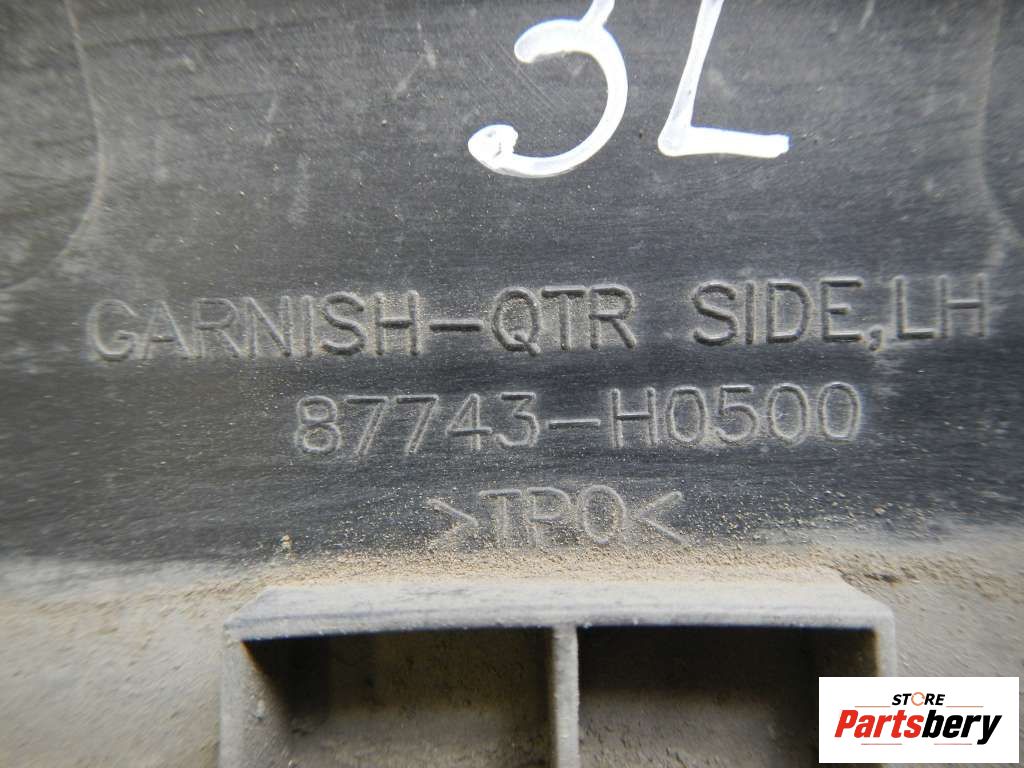 3L
GARNISH-QTR SIDE,LH
87743-H0500
>TPO<
STORE
Partsbery